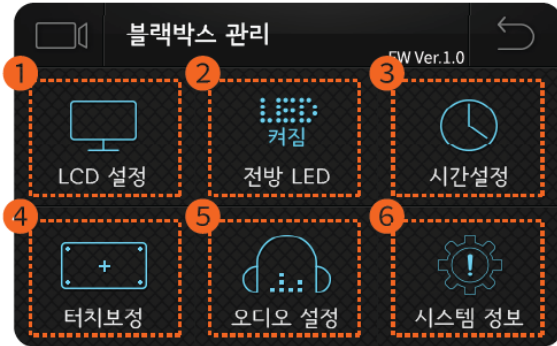 블랙박스 관리
FW Ver.1.0
1
2
3
LED
켜짐
LCD 설정
전방 LED
시간설정
4
5
6
터치보정
오디오 설정
시스템 정보